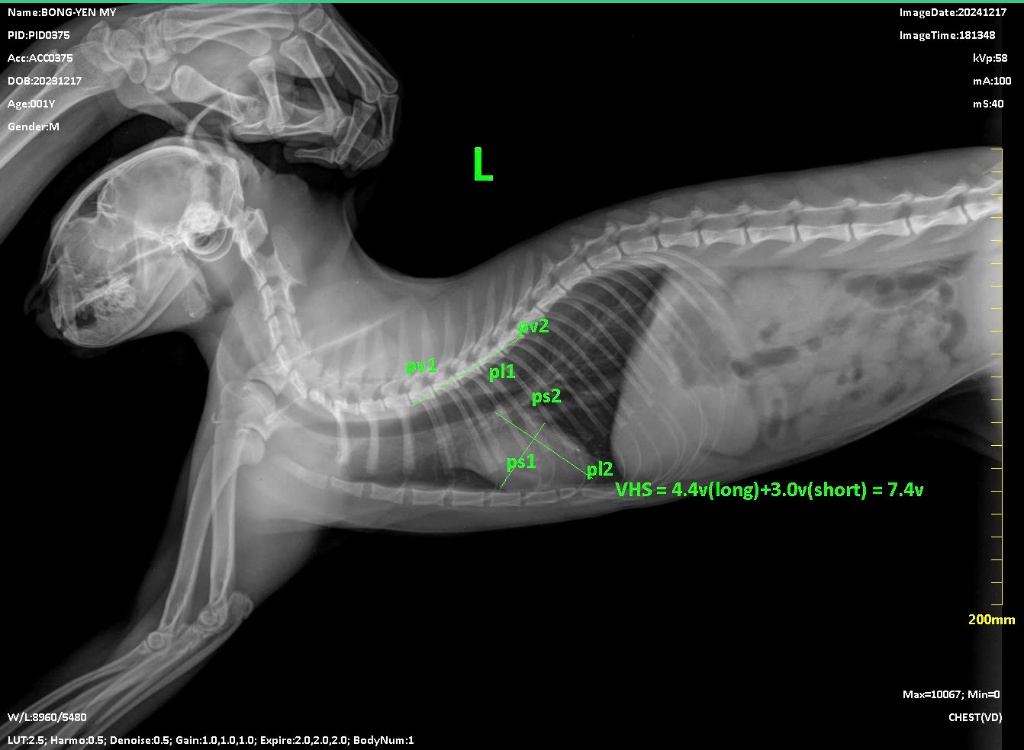 Name:BONG-YEN MY
PID:PID0375
Acc:ACC0375
DOB:20231217
Age:001Y
Gender:M
ImageDate:20241217
ImageTime:181348
kVp:58
mA:100
mS:40
L
pv2
pv1
pl1
ps2
ps1
pl2
VHS = 4.4v(long)+3.0v(short) = 7.4v
200mm
Max=10067; Min=0
W/L:8960/5480
CHEST(VD)
LUT:2.5; Harmo:0.5; Denoise:0.5; Gain:1.0,1.0,1.0; Expire:2.0,2.0,2.0; BodyNum:1